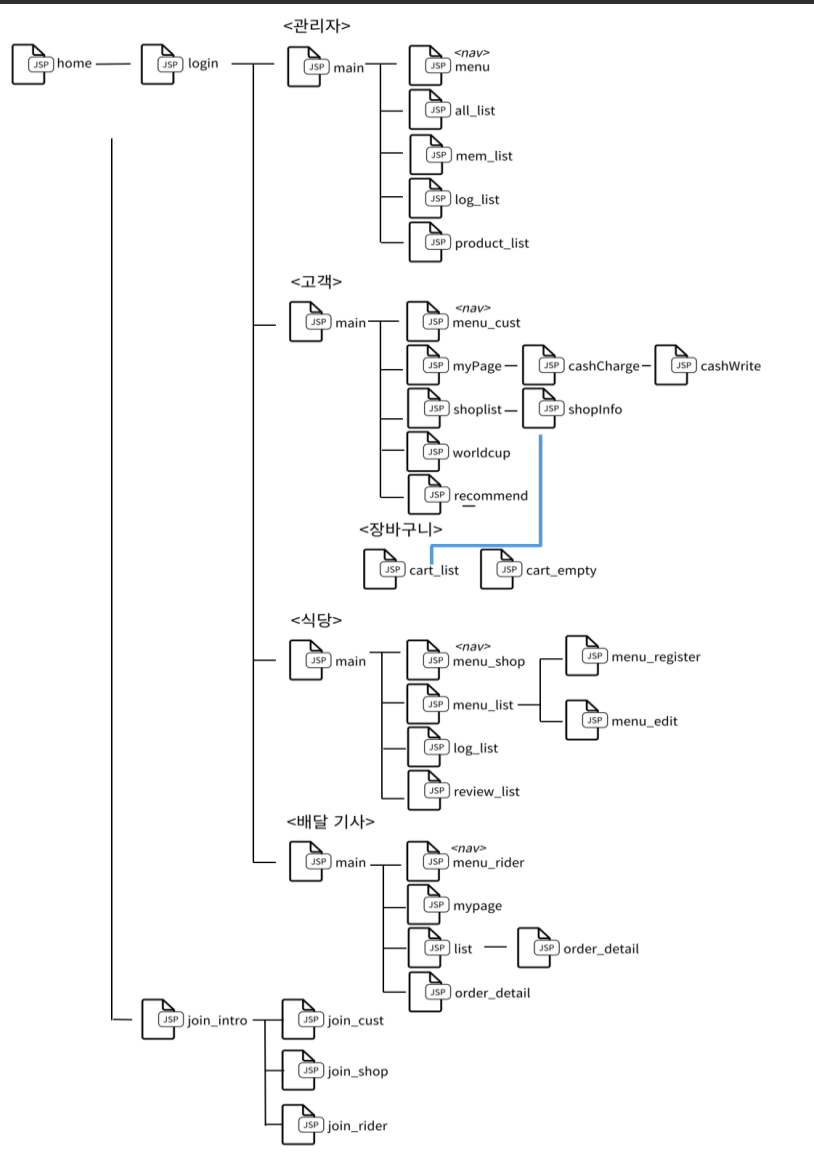 <관리자>
JSP home
JSP login
JSP main
<nav>
JSP menu
JSP all_list
JSP mem_list
JSP log_list
JSP product_list
<고객>
JSP main
<nav>
JSP menu_cust
JSP myPage
JSP cashCharge
JSP cashWrite
JSP shoplist
JSP shopInfo
JSP worldcup
JSP recommend
<장바구니>
JSP cart_list
JSP cart_empty
<식당>
JSP main
<nav>
JSP menu_shop
JSP menu_register
JSP menu_list
JSP menu_edit
JSP log_list
JSP review_list
<배달 기사>
JSP main
<nav>
JSP menu_rider
JSP mypage
JSP list
JSP order_detail
JSP order_detail
JSP join_intro
JSP join_cust
JSP join_shop
JSP join_rider